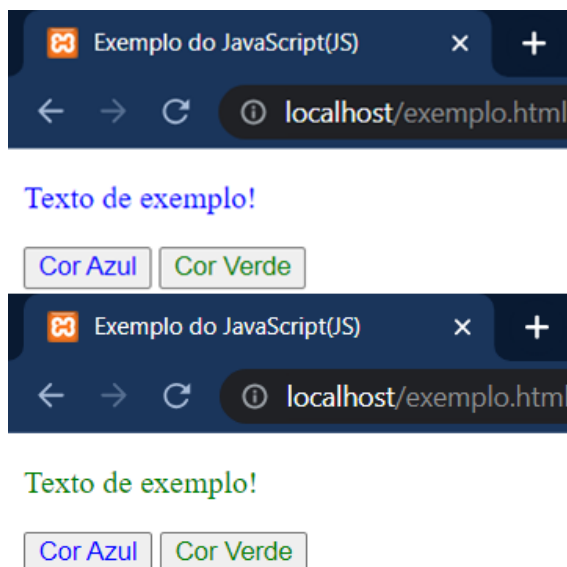 Exemplo do JavaScript(JS)
localhost/exemplo.html
Texto de exemplo!
Cor Azul Cor Verde
Exemplo do JavaScript(JS)
localhost/exemplo.html
Texto de exemplo!
Cor Azul Cor Verde